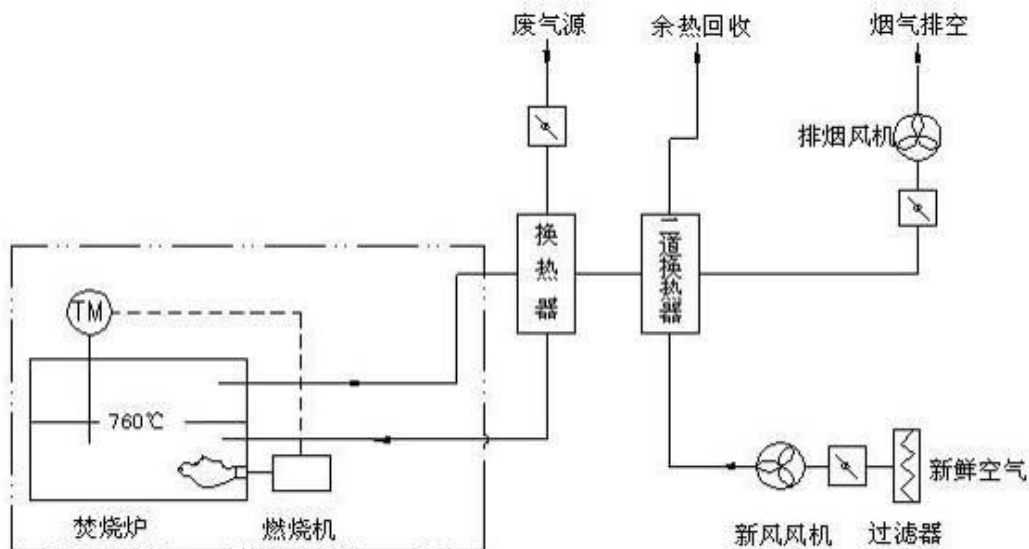 废气源
余热回收
烟气排空
排烟风机
换热器
二道换热器
TM
760℃
新鲜空气
焚烧炉
燃烧机
新风风机
过滤器